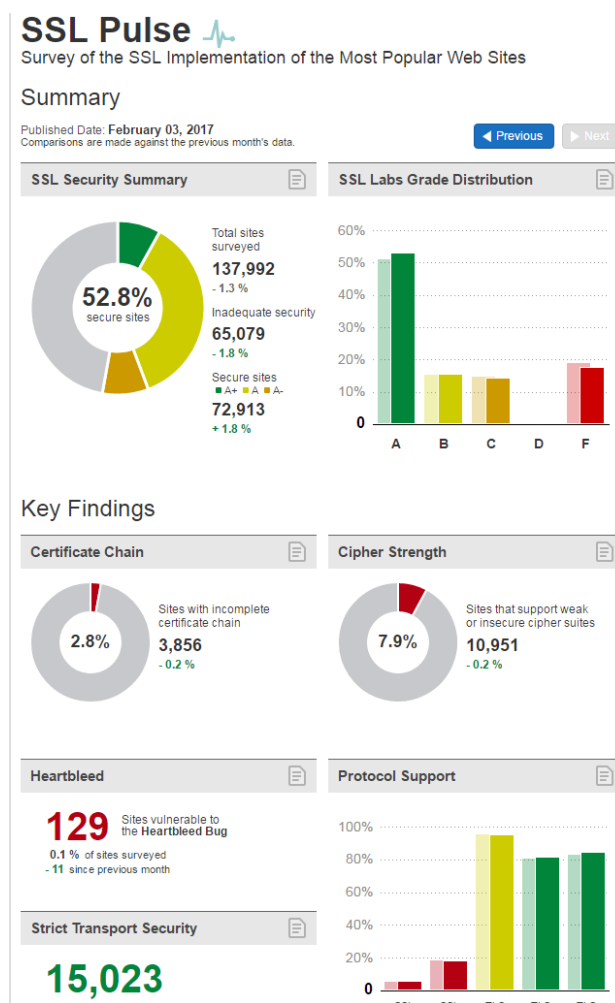 SSL Pulse
Survey of the SSL Implementation of the Most Popular Web Sites
Summary
Published Date: February 03, 2017
Comparisons are made against the previous month's data.
Previous
Next
SSL Security Summary
52.8%
secure sites
Total sites
surveyed
137,992
- 1.3 %
Inadequate security
65,079
- 1.8 %
Secure sites
A+ A A-
72,913
+ 1.8 %
SSL Labs Grade Distribution
60%
50%
40%
30%
20%
10%
0
A B C D F
Key Findings
Certificate Chain
2.8%
Sites with incomplete
certificate chain
3,856
- 0.2 %
Cipher Strength
7.9%
Sites that support weak
or insecure cipher suites
10,951
- 0.2 %
Heartbleed
129
Sites vulnerable to
the Heartbleed Bug
0.1 % of sites surveyed
- 11 since previous month
Protocol Support
100%
80%
60%
40%
20%
0
Strict Transport Security
15,023